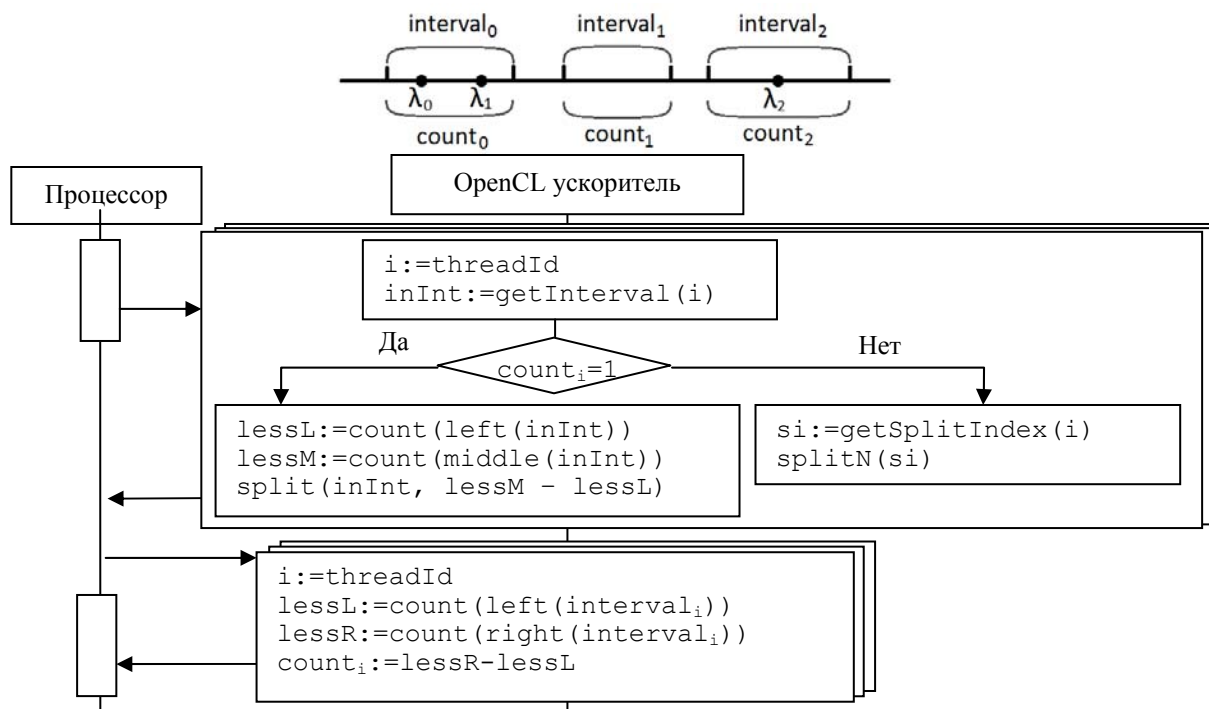 interval₀ interval₁ interval₂
λ₀ λ₁ λ₂
count₀ count₁ count₂
Процессор
OpenCL ускоритель
i:=threadId
inInt:=getInterval(i)
Да
Нет
countᵢ=1
lessL:=count(left(inInt))
lessM:=count(middle(inInt))
split(inInt, lessM – lessL)
si:=getSplitIndex(i)
splitN(si)
i:=threadId
lessL:=count(left(intervalᵢ))
lessR:=count(right(intervalᵢ))
countᵢ:=lessR-lessL